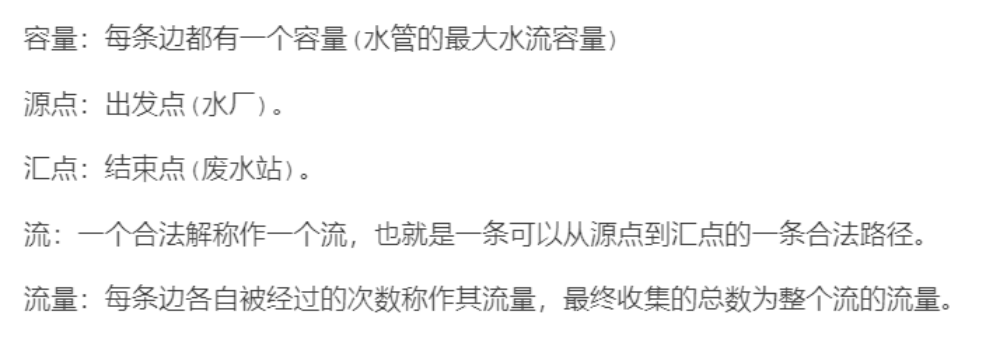 容量：每条边都有一个容量(水管的最大水流容量)
源点：出发点(水厂)。
汇点：结束点(废水站)。
流：一个合法解称作一个流，也就是一条可以从源点到汇点的一条合法路径。
流量：每条边各自被经过的次数称作其流量，最终收集的总数为整个流的流量。